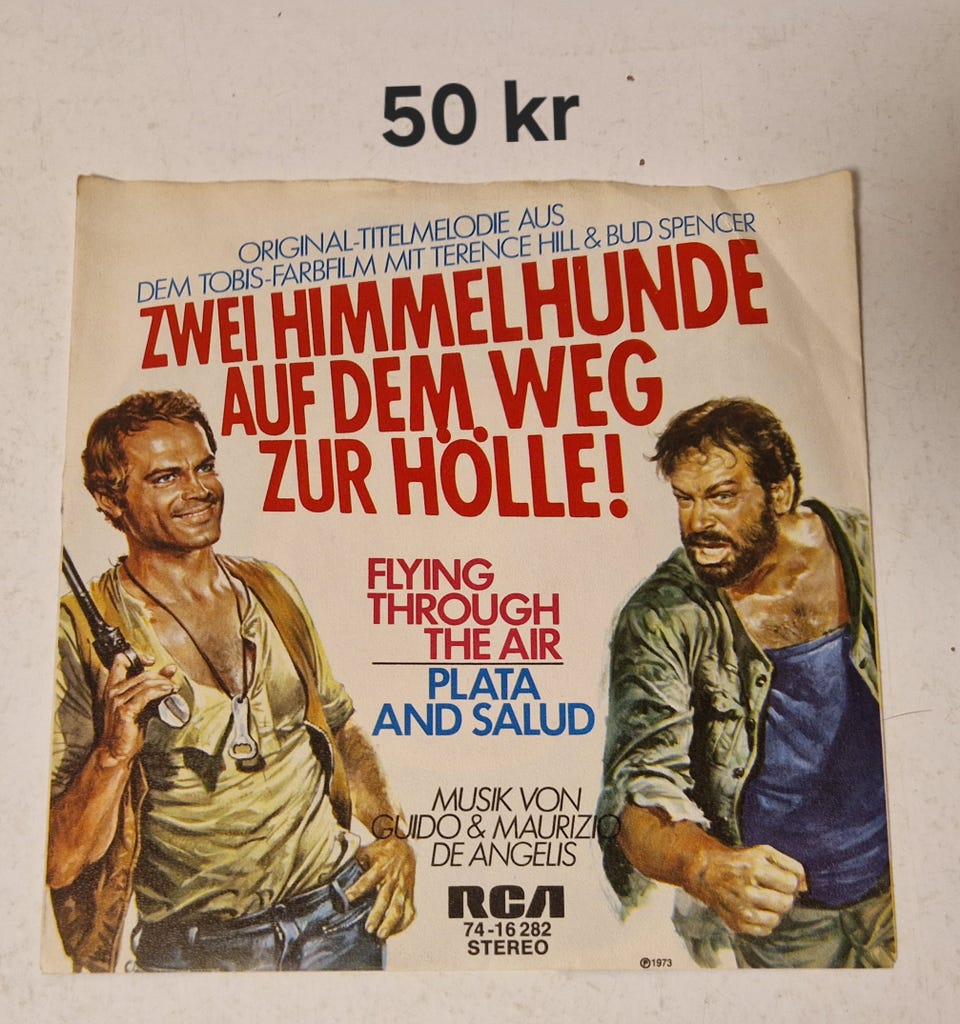 50 kr
ORIGINAL-TITELMELODIE AUS
DEM TOBIS-FARBFILM MIT TERENCE HILL & BUD SPENCER
ZWEI HIMMELHUNDE
AUF DEM WEG
ZUR HÖLLE!
FLYING
THROUGH
THE AIR
PLATA
AND SALUD
MUSIK VON
GUIDO & MAURIZIO
DE ANGELIS
RCA
74-16 282
STEREO
℗ 1973